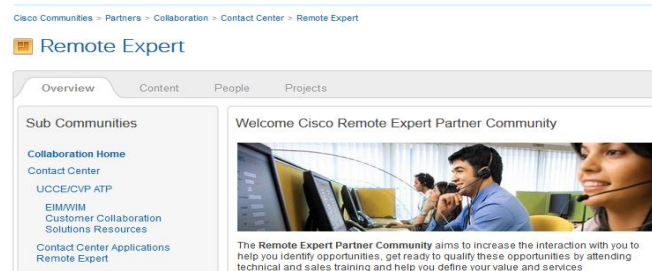 Cisco Communities > Partners > Collaboration > Contact Center > Remote Expert
Remote Expert
Overview Content People Projects
Sub Communities
Collaboration Home
Contact Center
UCCE/CVP ATP
EIM/WIM
Customer Collaboration
Solutions Resources
Contact Center Applications
Remote Expert
Welcome Cisco Remote Expert Partner Community
The Remote Expert Partner Community aims to increase the interaction with you to
help you identify opportunities, get ready to qualify these opportunities by attending
technical and sales training and help you define your value and services